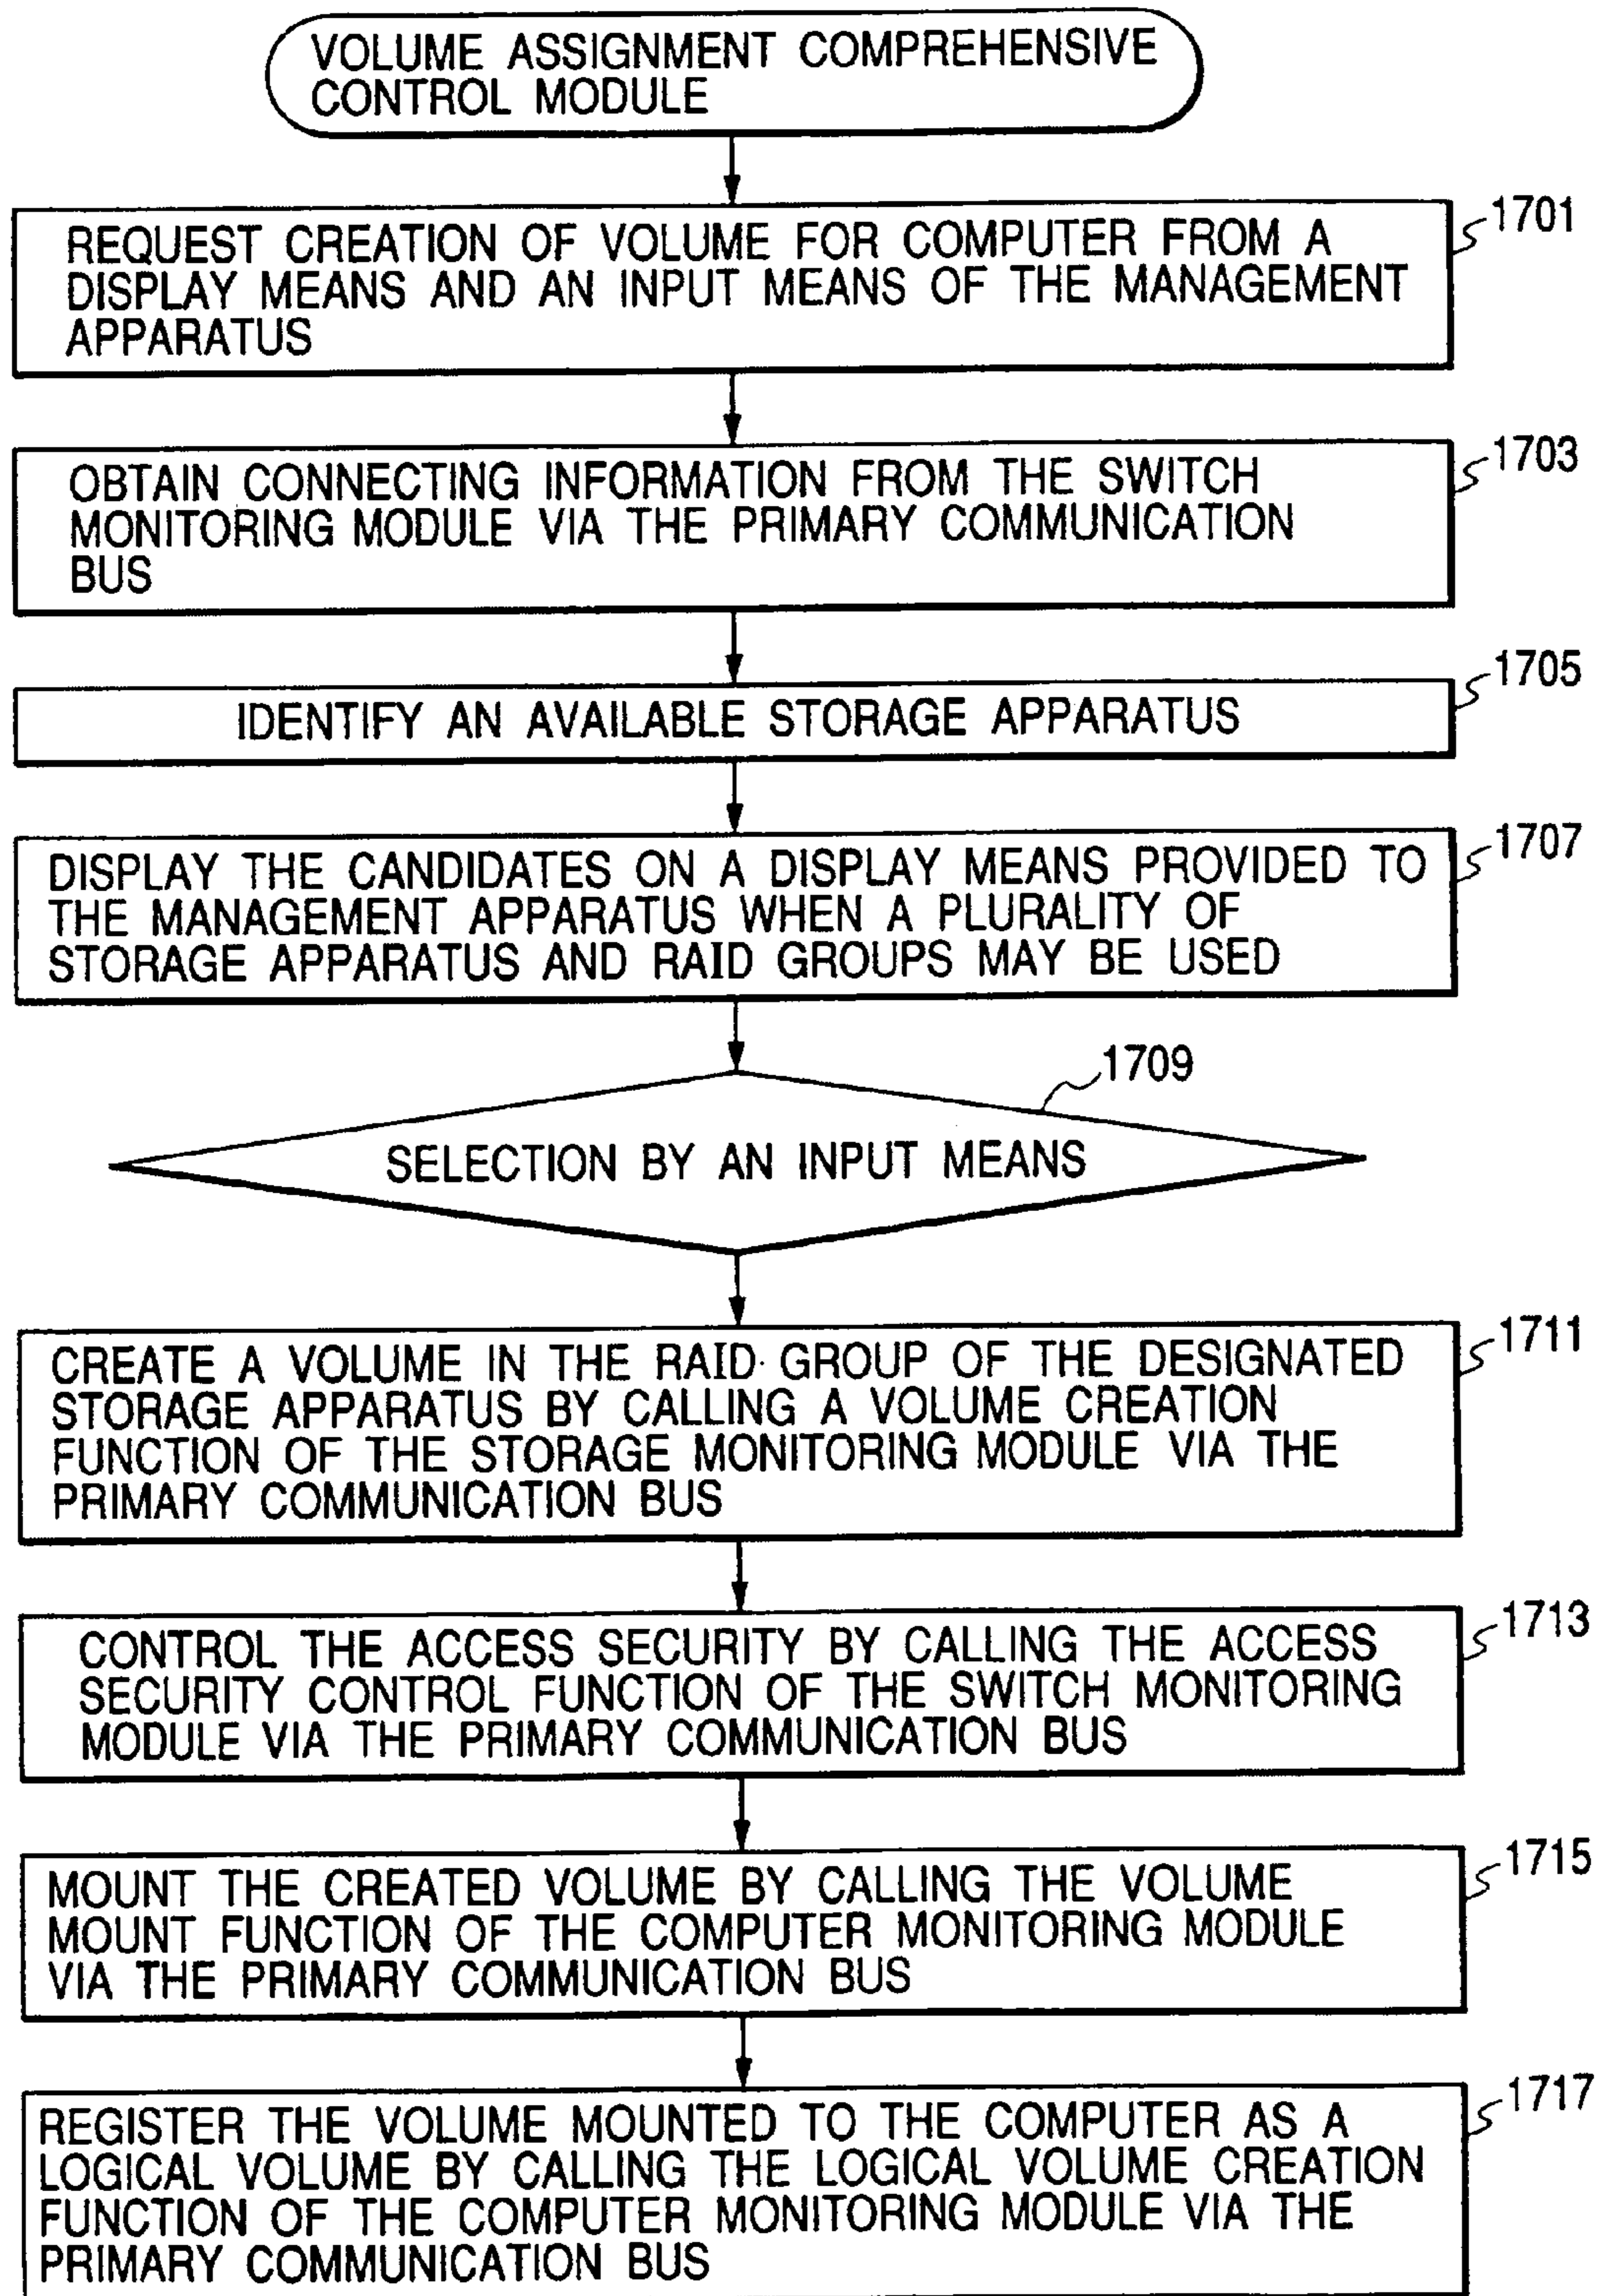 VOLUME ASSIGNMENT COMPREHENSIVE
CONTROL MODULE
1701
REQUEST CREATION OF VOLUME FOR COMPUTER FROM A
DISPLAY MEANS AND AN INPUT MEANS OF THE MANAGEMENT
APPARATUS
1703
OBTAIN CONNECTING INFORMATION FROM THE SWITCH
MONITORING MODULE VIA THE PRIMARY COMMUNICATION
BUS
1705
IDENTIFY AN AVAILABLE STORAGE APPARATUS
1707
DISPLAY THE CANDIDATES ON A DISPLAY MEANS PROVIDED TO
THE MANAGEMENT APPARATUS WHEN A PLURALITY OF
STORAGE APPARATUS AND RAID GROUPS MAY BE USED
1709
SELECTION BY AN INPUT MEANS
1711
CREATE A VOLUME IN THE RAID GROUP OF THE DESIGNATED
STORAGE APPARATUS BY CALLING A VOLUME CREATION
FUNCTION OF THE STORAGE MONITORING MODULE VIA THE
PRIMARY COMMUNICATION BUS
1713
CONTROL THE ACCESS SECURITY BY CALLING THE ACCESS
SECURITY CONTROL FUNCTION OF THE SWITCH MONITORING
MODULE VIA THE PRIMARY COMMUNICATION BUS
1715
MOUNT THE CREATED VOLUME BY CALLING THE VOLUME
MOUNT FUNCTION OF THE COMPUTER MONITORING MODULE
VIA THE PRIMARY COMMUNICATION BUS
1717
REGISTER THE VOLUME MOUNTED TO THE COMPUTER AS A
LOGICAL VOLUME BY CALLING THE LOGICAL VOLUME CREATION
FUNCTION OF THE COMPUTER MONITORING MODULE VIA THE
PRIMARY COMMUNICATION BUS